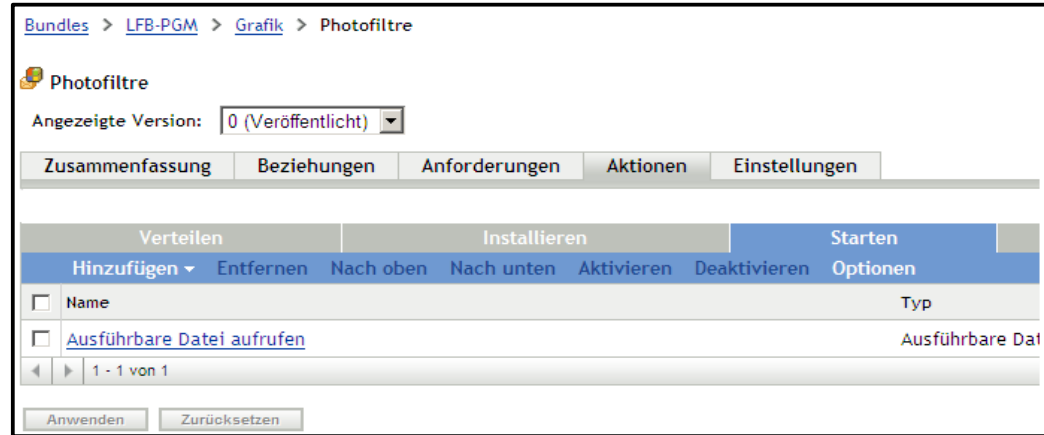 Bundles > LFB-PGM > Grafik > Photofiltre
Photofiltre
Angezeigte Version: 0 (Veröffentlicht)
Zusammenfassung Beziehungen Anforderungen Aktionen Einstellungen
Verteilen Installieren Starten
Hinzufügen Entfernen Nach oben Nach unten Aktivieren Deaktivieren Optionen
Name Typ
Ausführbare Datei aufrufen Ausführbare Dat
1 - 1 von 1
Anwenden Zurücksetzen